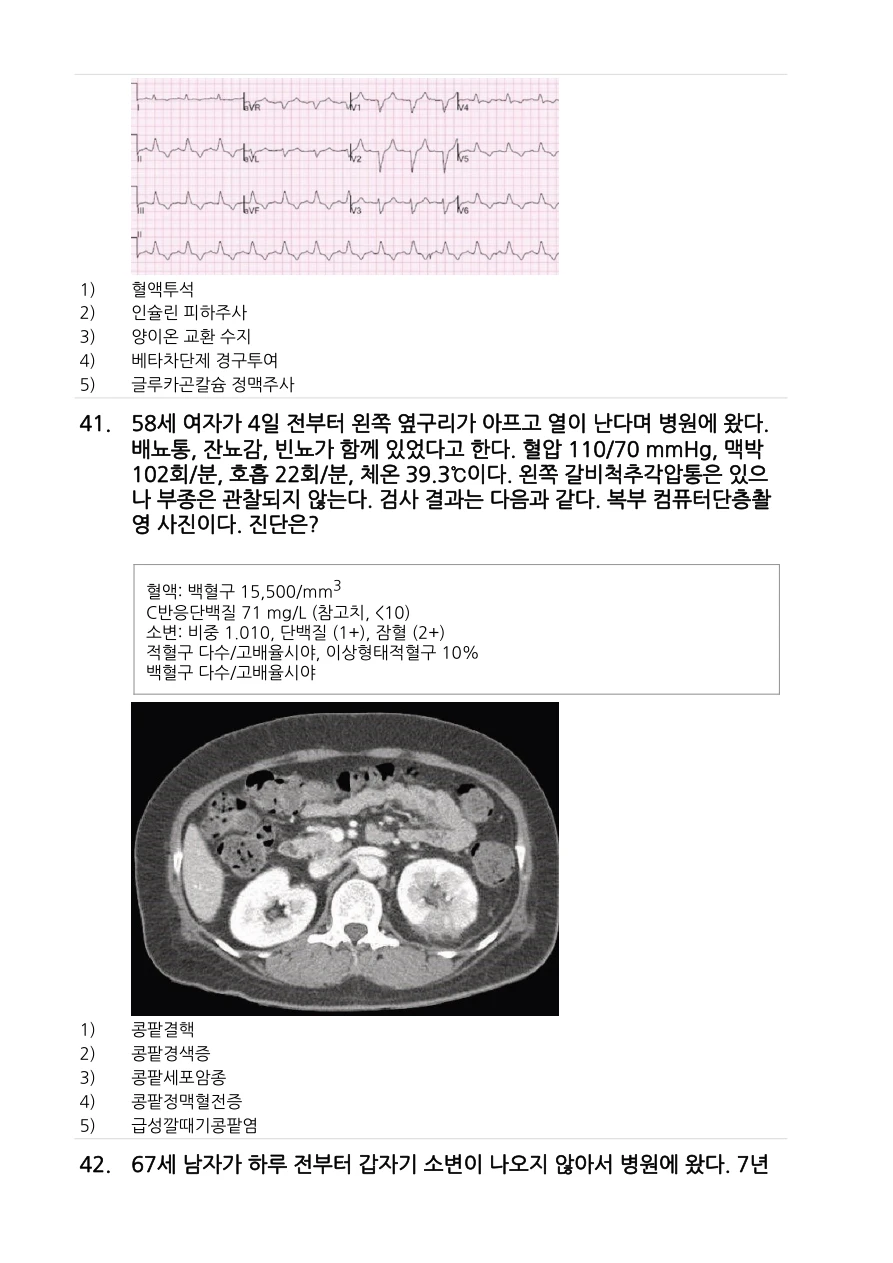 I
aVR
V1
V4
II
aVL
V2
V5
III
aVF
V3
V6
II
1) 혈액투석
2) 인슐린 피하주사
3) 양이온 교환 수지
4) 베타차단제 경구투여
5) 글루카곤칼슘 정맥주사
41. 58세 여자가 4일 전부터 왼쪽 옆구리가 아프고 열이 난다며 병원에 왔다.
배뇨통, 잔뇨감, 빈뇨가 함께 있었다고 한다. 혈압 110/70 mmHg, 맥박
102회/분, 호흡 22회/분, 체온 39.3℃이다. 왼쪽 갈비척추각압통은 있으
나 부종은 관찰되지 않는다. 검사 결과는 다음과 같다. 복부 컴퓨터단층촬
영 사진이다. 진단은?
혈액: 백혈구 15,500/mm³
C반응단백질 71 mg/L (참고치, <10)
소변: 비중 1.010, 단백질 (1+), 잠혈 (2+)
적혈구 다수/고배율시야, 이상형태적혈구 10%
백혈구 다수/고배율시야
1) 콩팥결핵
2) 콩팥경색증
3) 콩팥세포암종
4) 콩팥정맥혈전증
5) 급성깔때기콩팥염
42. 67세 남자가 하루 전부터 갑자기 소변이 나오지 않아서 병원에 왔다. 7년